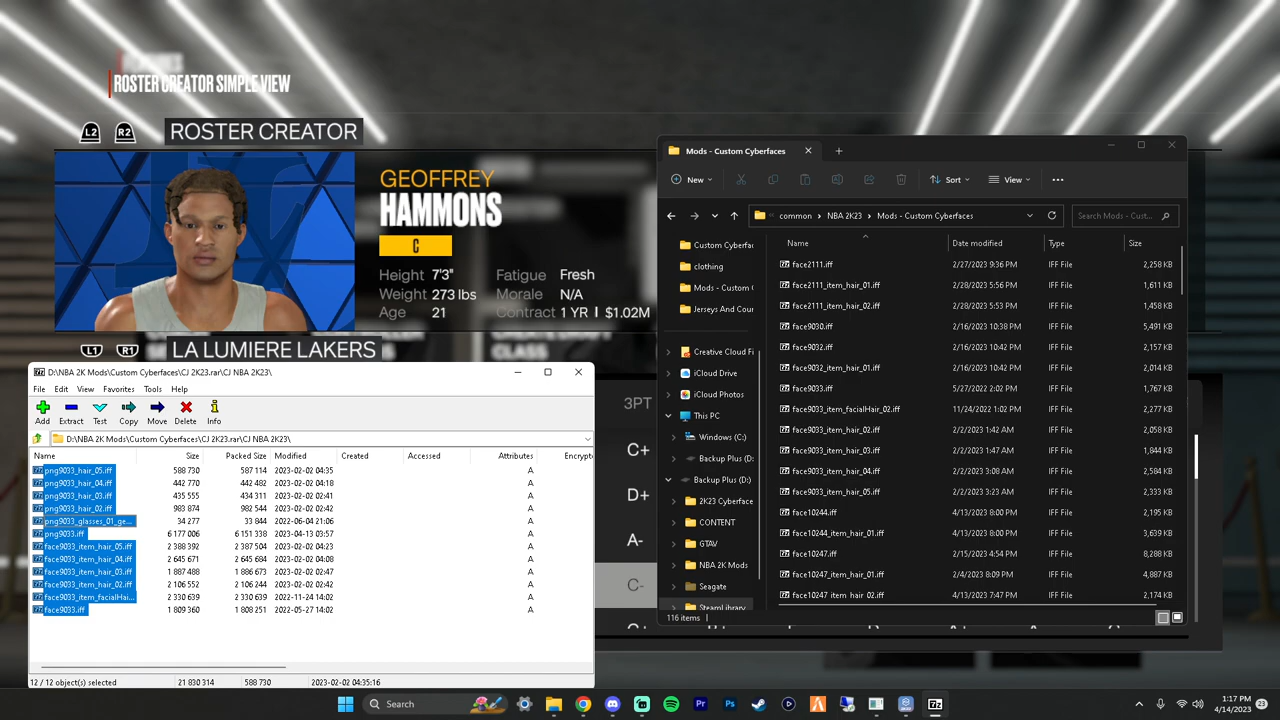 ROSTER CREATOR SIMPLE VIEW
L2 R2 ROSTER CREATOR
GEOFFREY
HAMMONS
C
Height 7'3" Fatigue Fresh
Weight 273 lbs Morale N/A
Age 21 Contract 1 YR $1.02M
L1 R1 LA LUMIERE LAKERS
CLASS
3PT
C+
D+
A-
C-
Mods - Custom Cyberfaces
New Sort View
common NBA 2K23 Mods - Custom Cyberfaces Search Mods - Cust...
Name Date modified Type Size
Custom Cyberfac
clothing
Mods - Custom C
Jerseys And Cour
Creative Cloud Fi
iCloud Drive
iCloud Photos
This PC
Windows (C:)
Backup Plus (D:
Backup Plus (D:)
2K23 Cyberface
CONTENT
GTAV
NBA 2K Mods
Seagate
SteamLibrary
face2111.iff 2/27/2023 9:36 PM IFF File 2,258 KB
face2111_item_hair_01.iff 2/28/2023 5:56 PM IFF File 1,611 KB
face2111_item_hair_02.iff 2/28/2023 5:53 PM IFF File 1,458 KB
face9030.iff 2/16/2023 10:38 PM IFF File 5,491 KB
face9032.iff 2/16/2023 10:42 PM IFF File 2,157 KB
face9032_item_hair_01.iff 2/16/2023 10:42 PM IFF File 2,014 KB
face9033.iff 5/27/2022 2:02 PM IFF File 1,767 KB
face9033_item_facialHair_02.iff 11/24/2022 1:02 PM IFF File 2,277 KB
face9033_item_hair_02.iff 2/2/2023 1:42 AM IFF File 2,058 KB
face9033_item_hair_03.iff 2/2/2023 1:47 AM IFF File 1,844 KB
face9033_item_hair_04.iff 2/2/2023 3:08 AM IFF File 2,584 KB
face9033_item_hair_05.iff 2/2/2023 3:23 AM IFF File 2,333 KB
face10244.iff 4/13/2023 8:00 PM IFF File 2,195 KB
face10244_item_hair_01.iff 4/13/2023 8:00 PM IFF File 3,639 KB
face10247.iff 2/15/2023 4:54 PM IFF File 8,288 KB
face10247_item_hair_01.iff 2/4/2023 8:09 PM IFF File 4,887 KB
face10247_item_hair_02.iff 4/13/2023 7:47 PM IFF File 2,174 KB
116 items
D:\NBA 2K Mods\Custom Cyberfaces\CJ 2K23.rar\CJ NBA 2K23\
File Edit View Favorites Tools Help
Add Extract Test Copy Move Delete Info
D:\NBA 2K Mods\Custom Cyberfaces\CJ 2K23.rar\CJ NBA 2K23\
Name Size Packed Size Modified Created Accessed Attributes Encrypte
png9033_hair_05.iff 588 730 587 114 2023-02-02 04:35 A
png9033_hair_04.iff 442 770 442 482 2023-02-02 04:18 A
png9033_hair_03.iff 435 555 434 311 2023-02-02 02:41 A
png9033_hair_02.iff 983 874 982 544 2023-02-02 02:42 A
png9033_glasses_01_ge... 34 277 33 844 2022-06-04 21:06 A
png9033.iff 6 177 006 6 151 338 2023-04-13 03:57 A
face9033_item_hair_05.iff 2 388 392 2 387 504 2023-02-02 04:23 A
face9033_item_hair_04.iff 2 645 671 2 645 684 2023-02-02 04:08 A
face9033_item_hair_03.iff 1 887 488 1 886 673 2023-02-02 02:47 A
face9033_item_hair_02.iff 2 106 552 2 106 244 2023-02-02 02:42 A
face9033_item_facialHai... 2 330 639 2 330 639 2022-11-24 14:02 A
face9033.iff 1 809 360 1 808 251 2022-05-27 14:02 A
12 / 12 object(s) selected 21 830 314 588 730 2023-02-02 04:35:16
Search
1:17 PM
4/14/2023